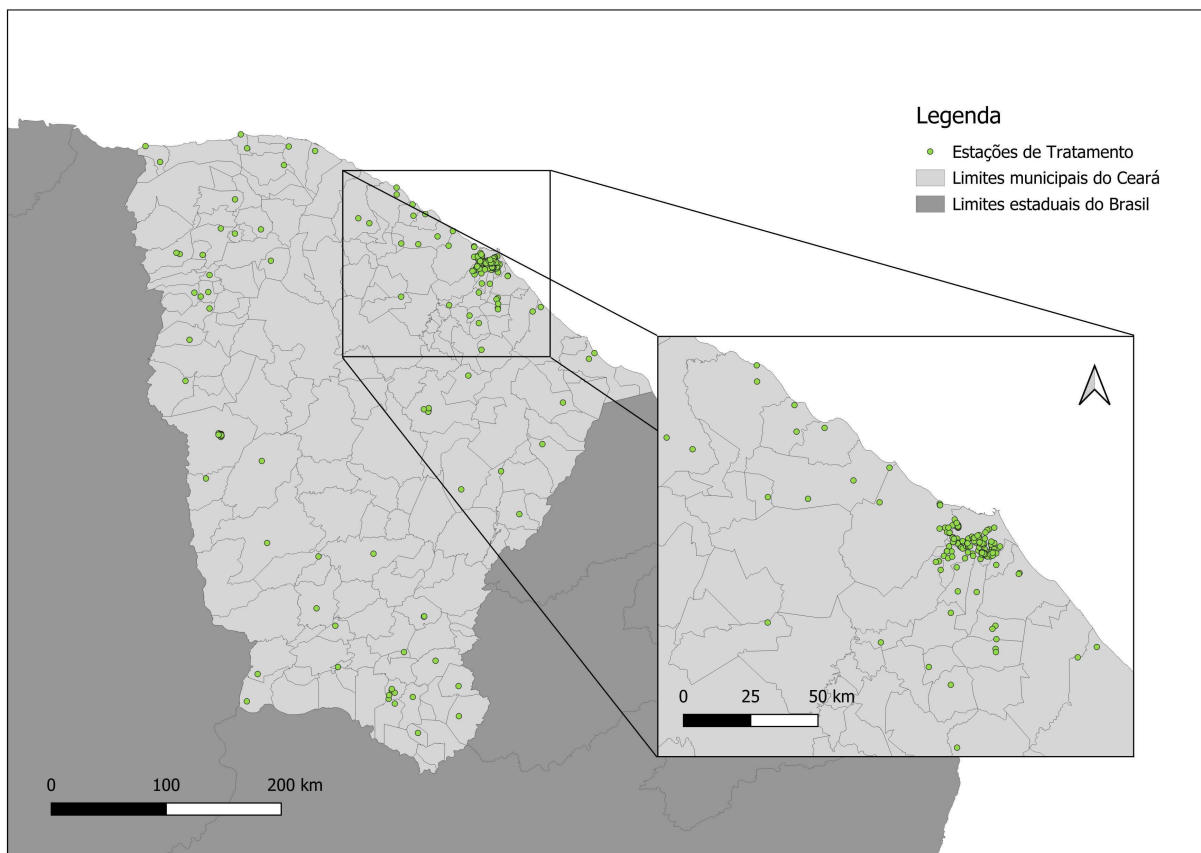 Legenda
Estações de Tratamento
Limites municipais do Ceará
Limites estaduais do Brasil
0 25 50 km
0 100 200 km